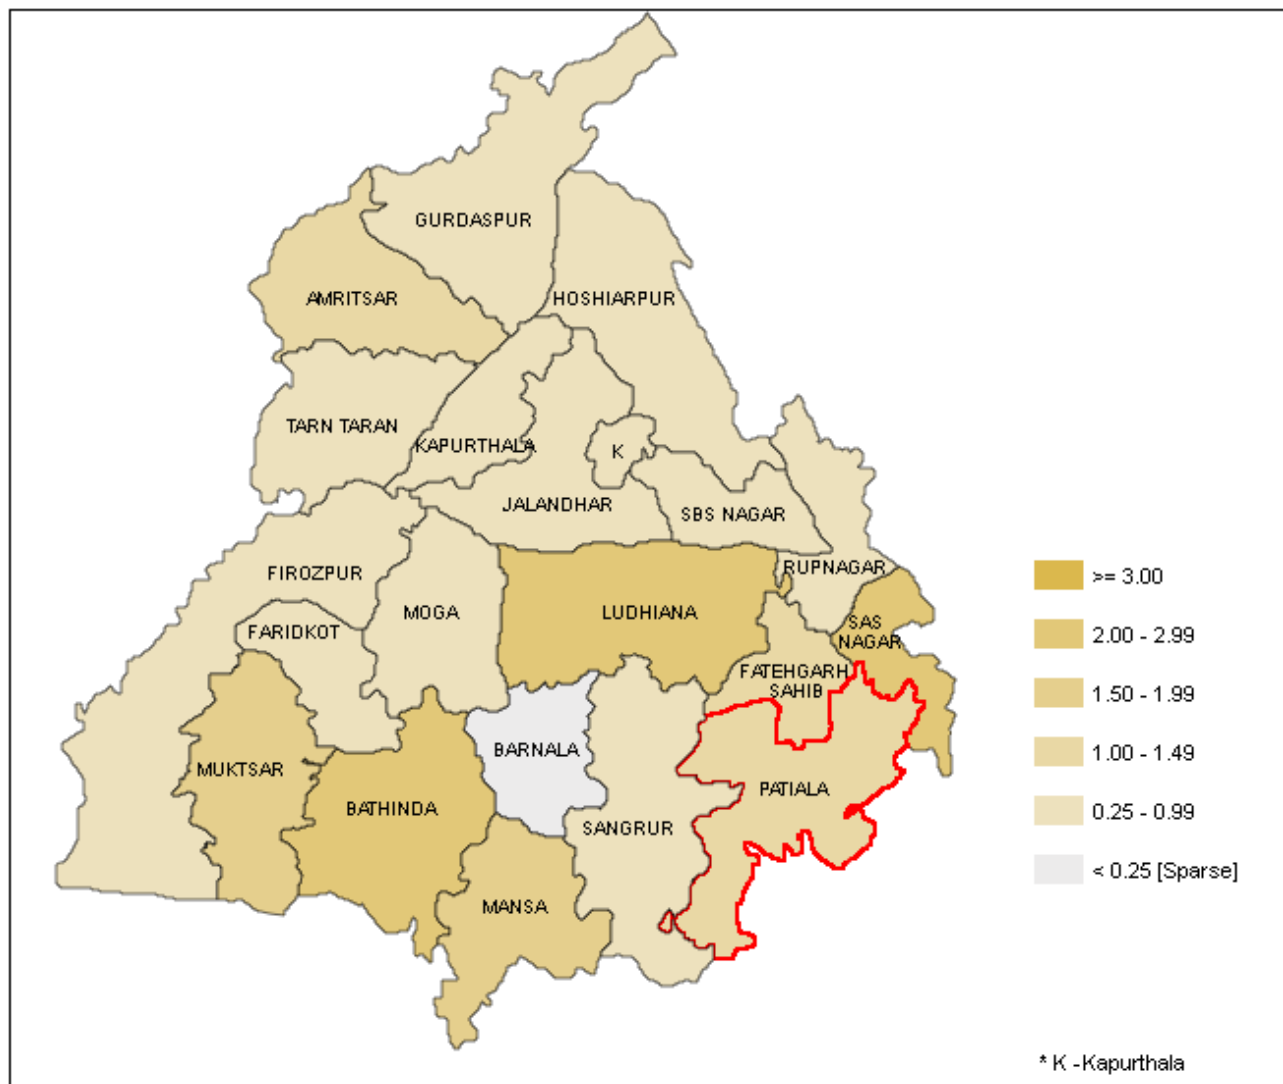 GURDASPUR
AMRITSAR
HOSHIARPUR
TARN TARAN
KAPURTHALA
K
JALANDHAR
SBS NAGAR
FIROZPUR
RUPNAGAR
MOGA
LUDHIANA
FARIDKOT
SAS
NAGAR
FATEHGARH
SAHIB
BARNALA
MUKTSAR
PATIALA
BATHINDA
SANGRUR
MANSA
>= 3.00
2.00 - 2.99
1.50 - 1.99
1.00 - 1.49
0.25 - 0.99
< 0.25 [Sparse]
* K -Kapurthala